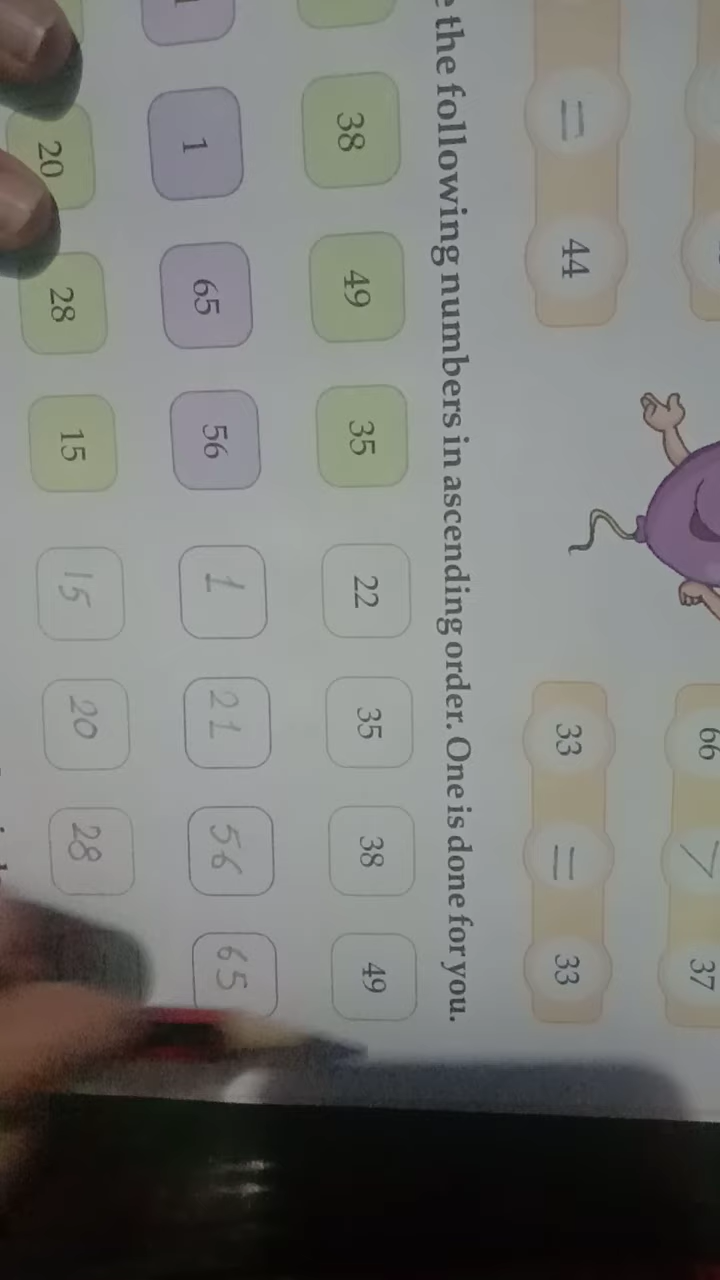 66 > 37
= 44 33 = 33
the following numbers in ascending order. One is done for you.
38 49 35 22 35 38 49
1 65 56 1 21 56 65
20 28 15 15 20 28